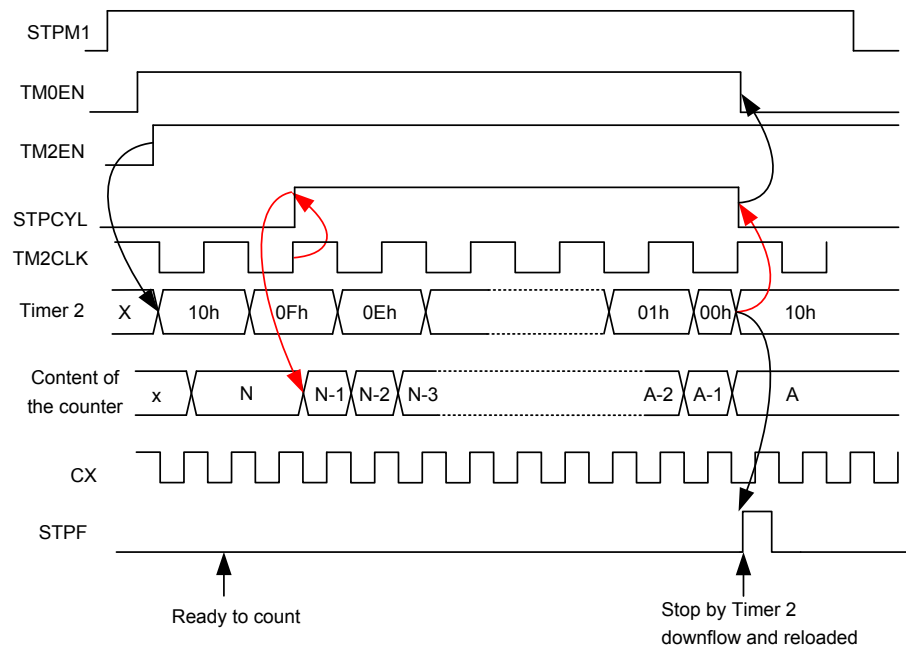 STPM1
TM0EN
TM2EN
STPCYL
TM2CLK
Timer 2 X 10h 0Fh 0Eh 01h 00h 10h
Content of
the counter
x N N-1 N-2 N-3 A-2 A-1 A
CX
STPF
Ready to count
Stop by Timer 2
downflow and reloaded